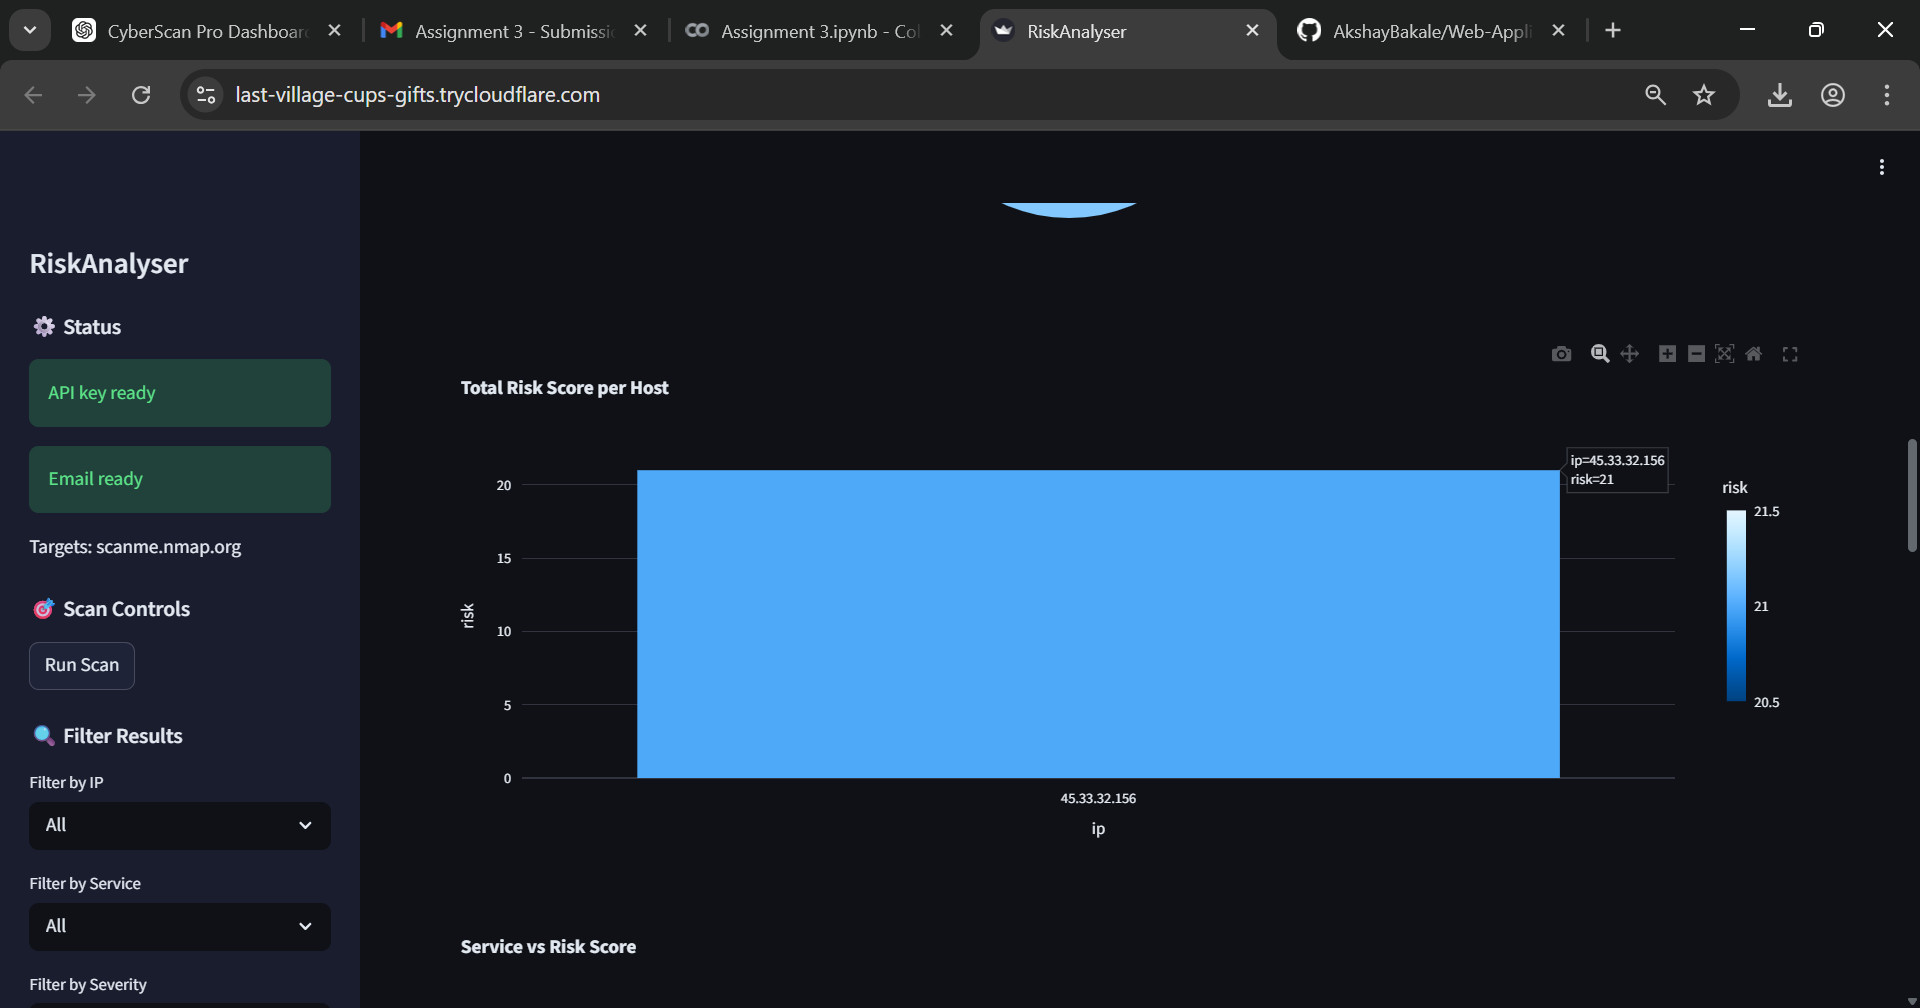 CyberScan Pro Dashboar
Assignment 3 - Submissi
Assignment 3.ipynb - Col
RiskAnalyser
AkshayBakale/Web-Appli
last-village-cups-gifts.trycloudflare.com
RiskAnalyser
Status
API key ready
Email ready
Targets: scanme.nmap.org
Scan Controls
Run Scan
Filter Results
Filter by IP
All
Filter by Service
All
Filter by Severity
Total Risk Score per Host
20
15
10
5
0
risk
45.33.32.156
ip
ip=45.33.32.156
risk=21
risk
21.5
21
20.5
Service vs Risk Score